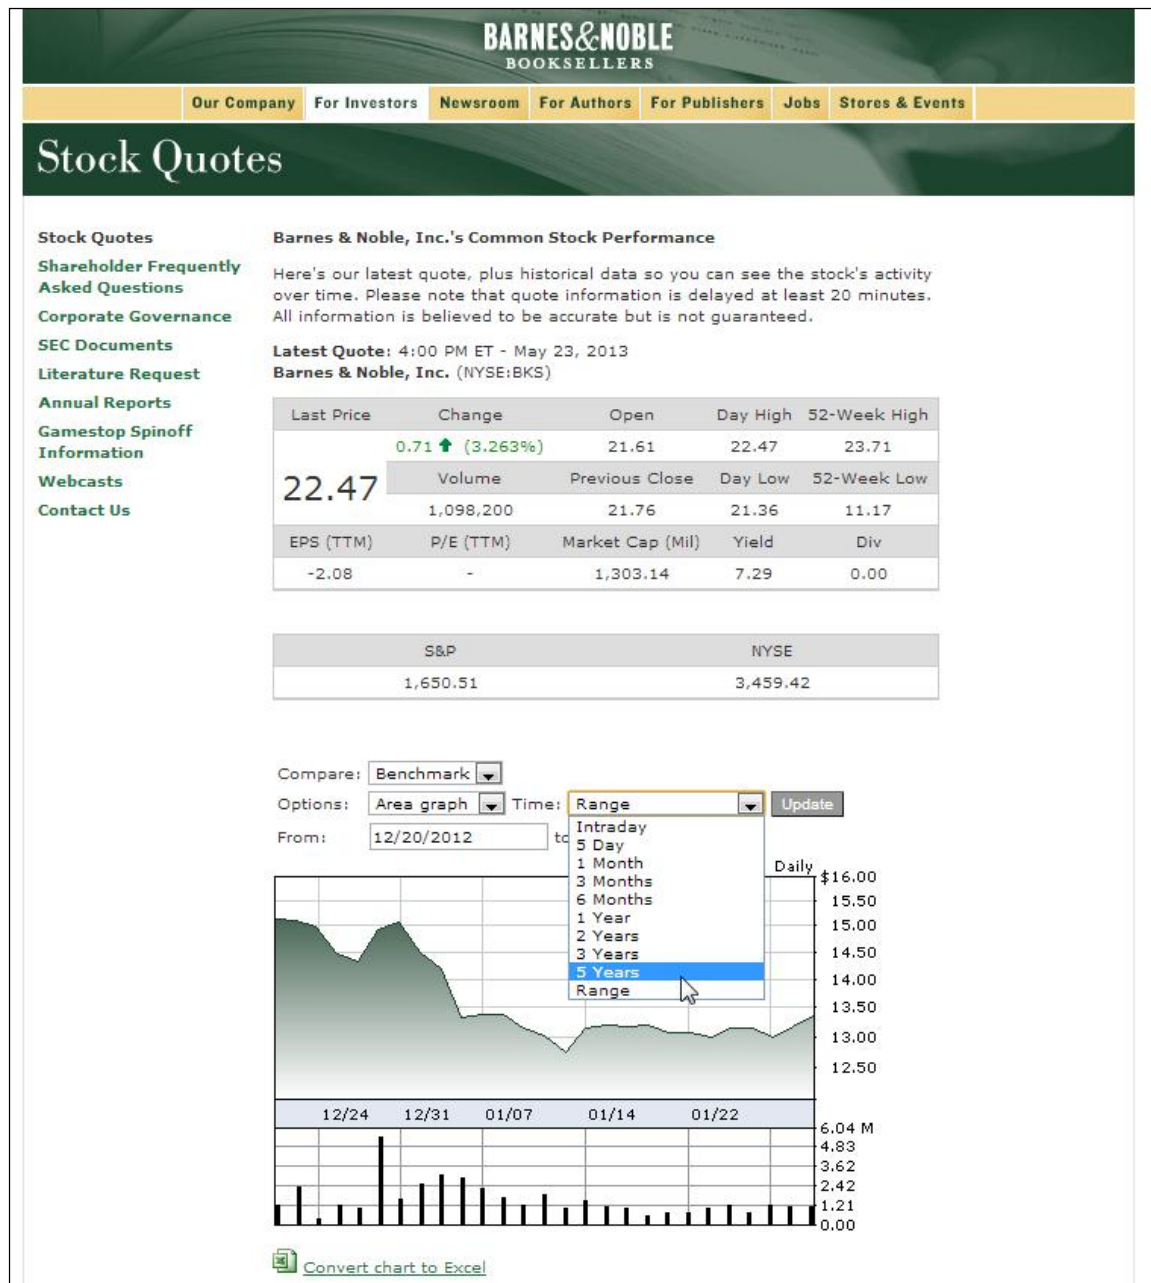 BARNES&NOBLE
BOOKSELLERS
Our Company For Investors Newsroom For Authors For Publishers Jobs Stores & Events
Stock Quotes
Stock Quotes
Shareholder Frequently
Asked Questions
Corporate Governance
SEC Documents
Literature Request
Annual Reports
Gamestop Spinoff
Information
Webcasts
Contact Us
Barnes & Noble, Inc.'s Common Stock Performance
Here's our latest quote, plus historical data so you can see the stock's activity
over time. Please note that quote information is delayed at least 20 minutes.
All information is believed to be accurate but is not guaranteed.
Latest Quote: 4:00 PM ET - May 23, 2013
Barnes & Noble, Inc. (NYSE:BKS)
Last Price Change Open Day High 52-Week High
0.71 (3.263%) 21.61 22.47 23.71
22.47
Volume Previous Close Day Low 52-Week Low
1,098,200 21.76 21.36 11.17
EPS (TTM) P/E (TTM) Market Cap (Mil) Yield Div
-2.08 - 1,303.14 7.29 0.00
S&P NYSE
1,650.51 3,459.42
Compare: Benchmark
Options: Area graph Time: Range Update
From: 12/20/2012
Intraday
5 Day
1 Month
3 Months
6 Months
1 Year
2 Years
3 Years
5 Years
Range
Daily
$16.00
15.50
15.00
14.50
14.00
13.50
13.00
12.50
12/24 12/31 01/07 01/14 01/22
6.04 M
4.83
3.62
2.42
1.21
0.00
Convert chart to Excel